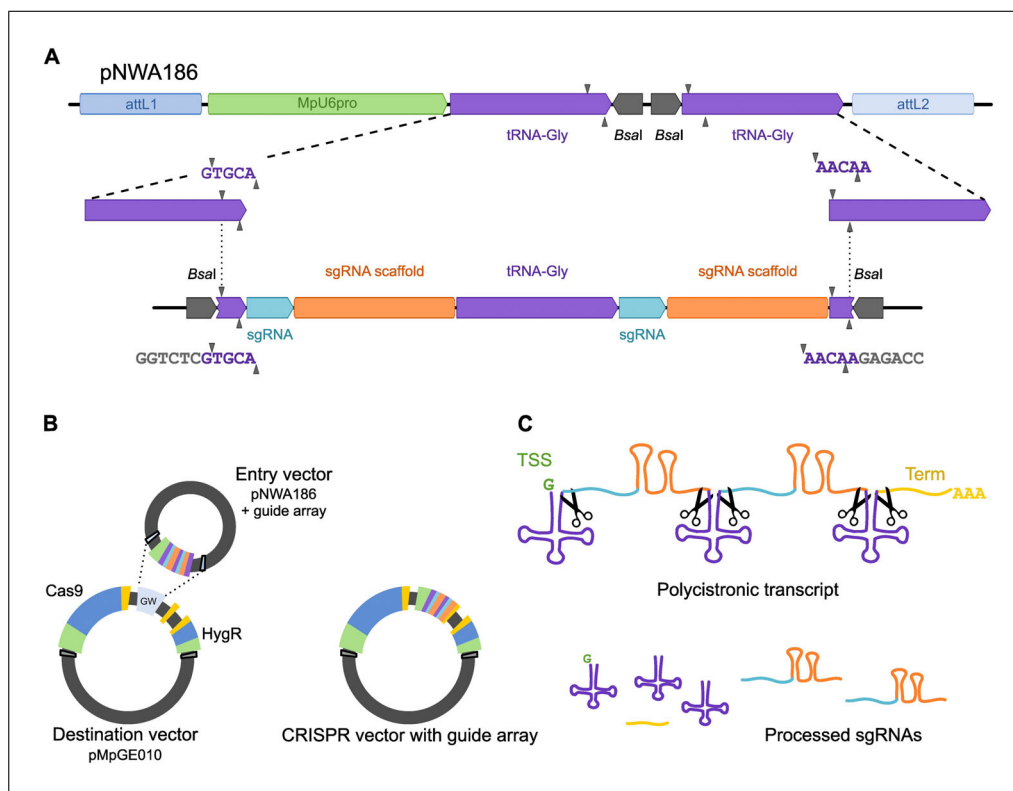 A
pNWA186
attL1
MpU6pro
attL2
tRNA-Gly
BsaI
BsaI
tRNA-Gly
GTGCA
AACAA
BsaI
sgRNA scaffold
tRNA-Gly
sgRNA scaffold
BsaI
sgRNA
sgRNA
GGTCTCGTGCA
AACAAGAGACC
B
Entry vector
pNWA186
+ guide array
Cas9
GW
HygR
Destination vector
pMpGE010
CRISPR vector with guide array
C
TSS
G
Term
AAA
Polycistronic transcript
G
Processed sgRNAs